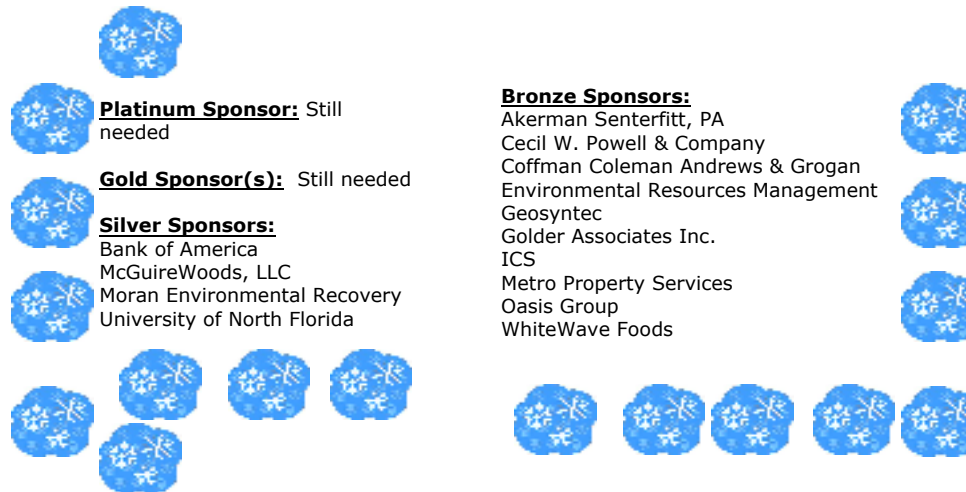 Platinum Sponsor: Still
needed
Gold Sponsor(s):  Still needed
Silver Sponsors:
Bank of America
McGuireWoods, LLC
Moran Environmental Recovery
University of North Florida
Bronze Sponsors:
Akerman Senterfitt, PA
Cecil W. Powell & Company
Coffman Coleman Andrews & Grogan
Environmental Resources Management
Geosyntec
Golder Associates Inc.
ICS
Metro Property Services
Oasis Group
WhiteWave Foods